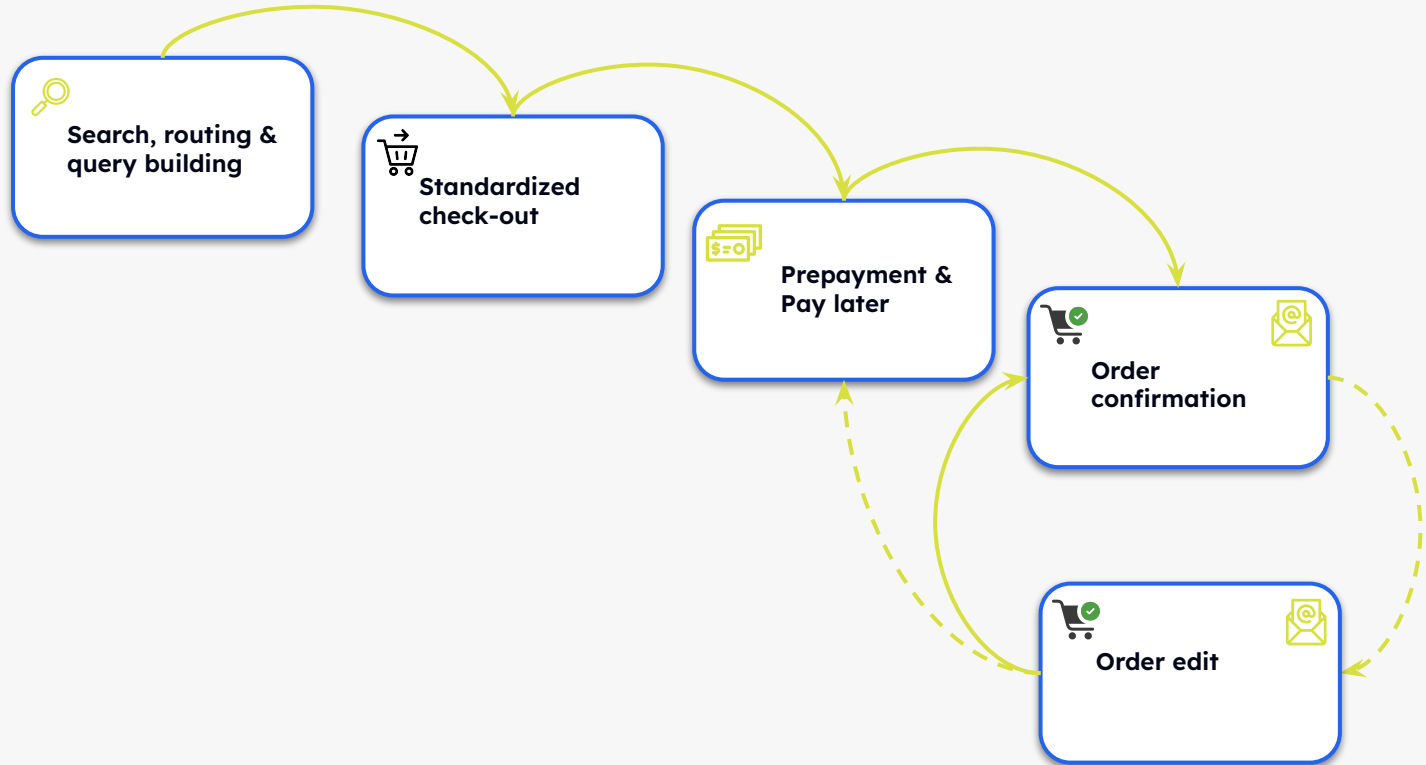 Search, routing &
query building
Standardized
check-out
Prepayment &
Pay later
Order
confirmation
Order edit